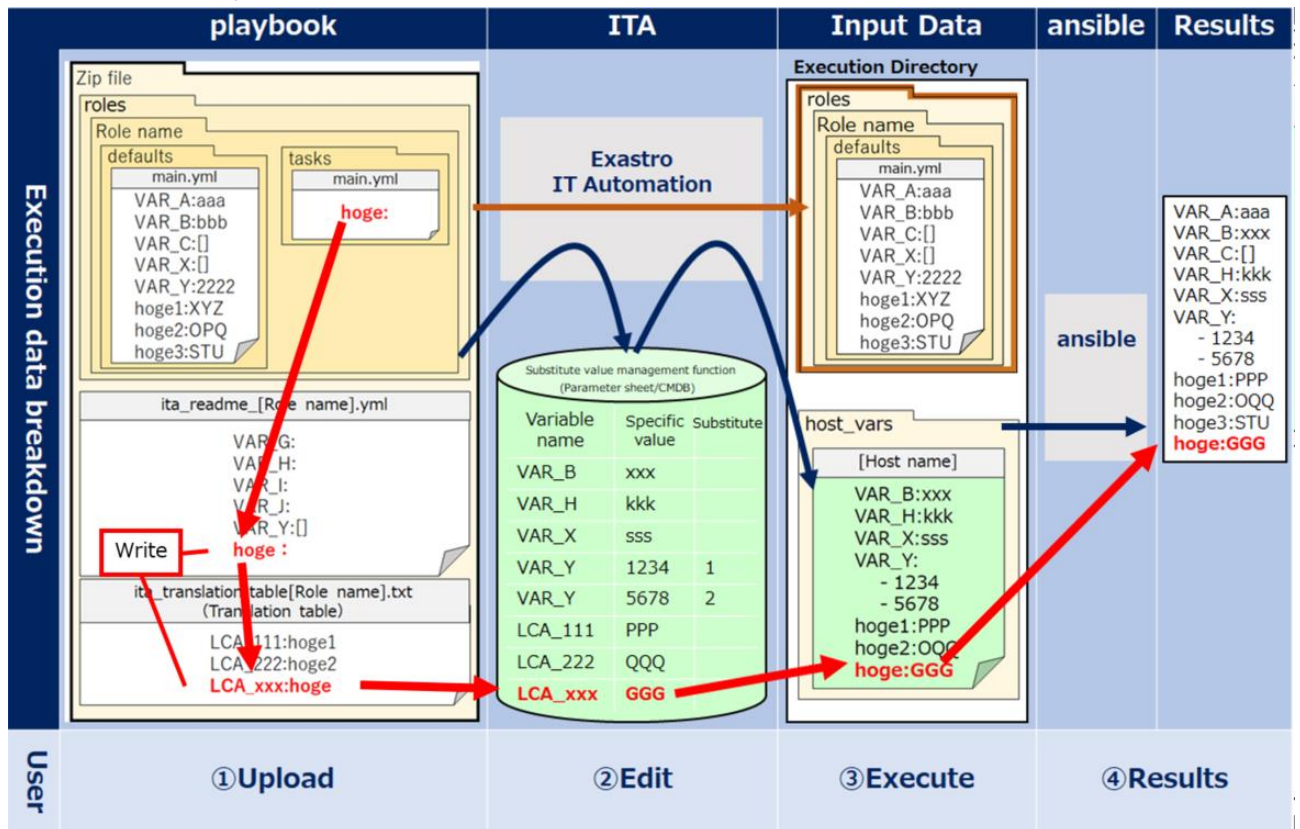 playbook
ITA
Input Data
ansible
Results
Execution data breakdown
Zip file
roles
Role name
defaults
main.yml
VAR_A:aaa
VAR_B:bbb
VAR_C:[]
VAR_X:[]
VAR_Y:2222
hoge1:XYZ
hoge2:OPQ
hoge3:STU
tasks
main.yml
hoge:
ita_readme_[Role name].yml
VAR_G:
VAR_H:
VAR_I:
VAR_J:
VAR_Y:[]
hoge：
Write
ita_translation_table[Role name].txt
(Translation table)
LCA_111:hoge1
LCA_222:hoge2
LCA_xxx:hoge
Exastro
IT Automation
Substitute value management function
(Parameter sheet/CMDB)
Variable name Specific value Substitute
VAR_B xxx
VAR_H kkk
VAR_X sss
VAR_Y 1234 1
VAR_Y 5678 2
LCA_111 PPP
LCA_222 QQQ
LCA_xxx GGG
Execution Directory
roles
Role name
defaults
main.yml
VAR_A:aaa
VAR_B:bbb
VAR_C:[]
VAR_X:[]
VAR_Y:2222
hoge1:XYZ
hoge2:OPQ
hoge3:STU
host_vars
[Host name]
VAR_B:xxx
VAR_H:kkk
VAR_X:sss
VAR_Y:
- 1234
- 5678
hoge1:PPP
hoge2:OQQ
hoge:GGG
ansible
VAR_A:aaa
VAR_B:xxx
VAR_C:[]
VAR_H:kkk
VAR_X:sss
VAR_Y:
- 1234
- 5678
hoge1:PPP
hoge2:OQQ
hoge3:STU
hoge:GGG
User
①Upload
②Edit
③Execute
④Results